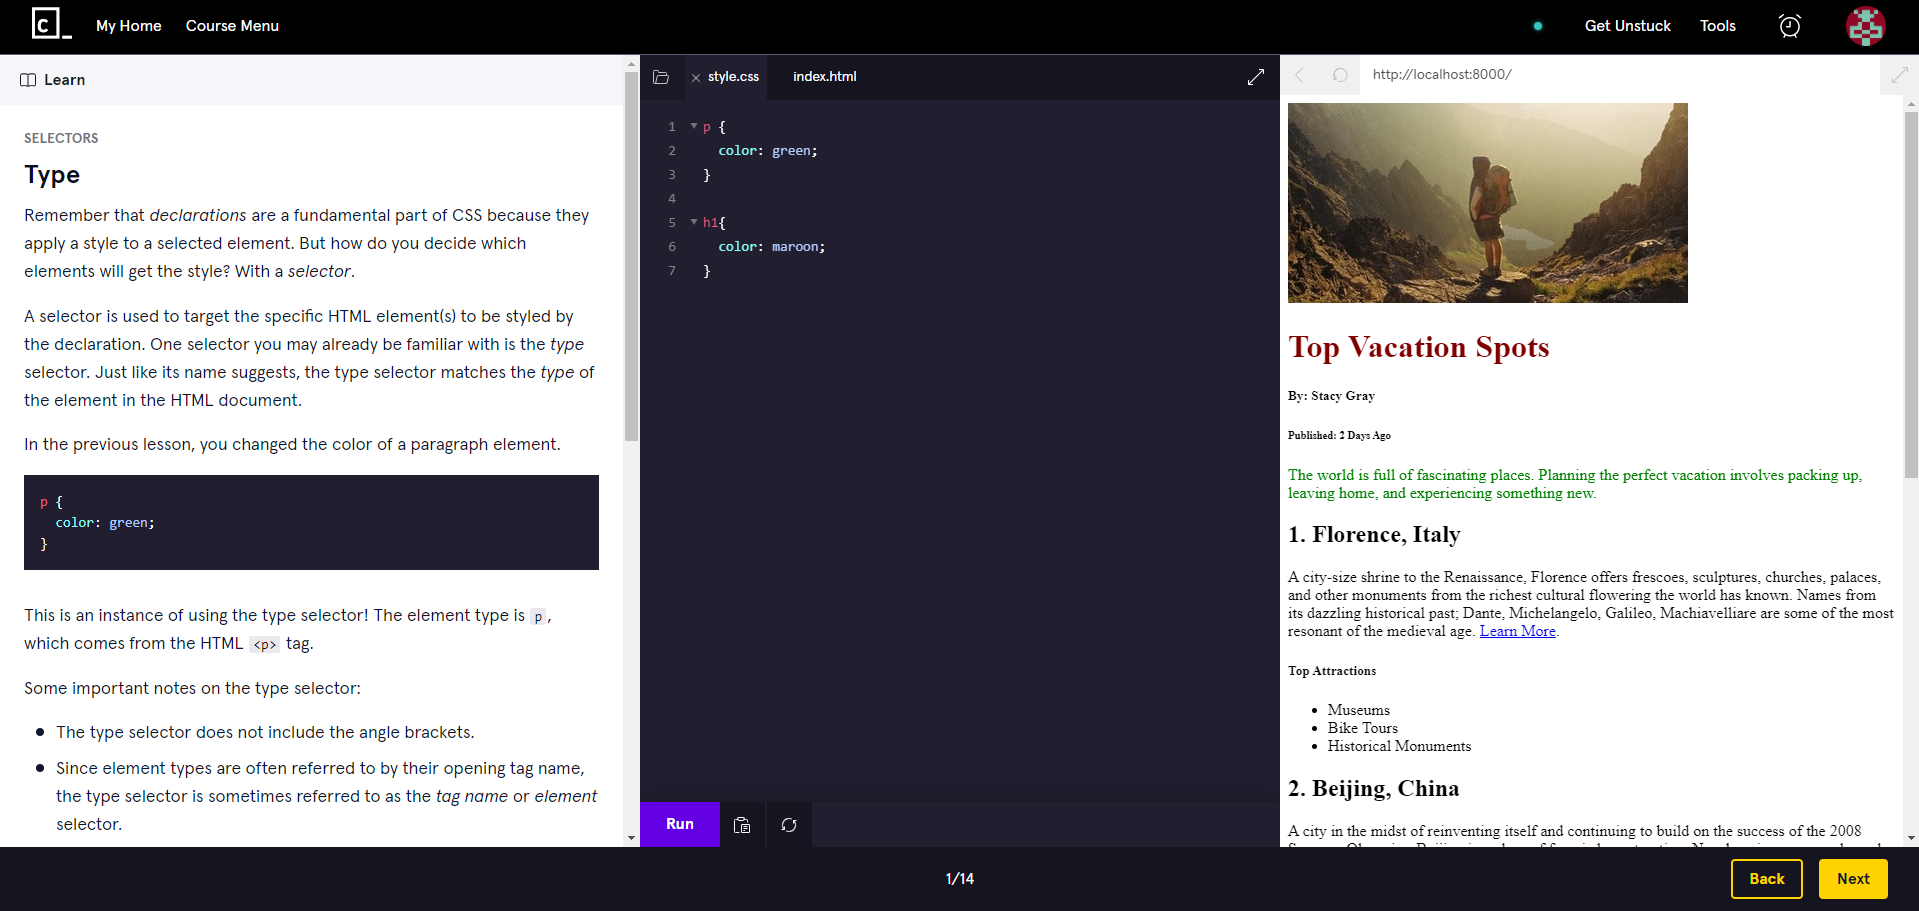 C_
My Home
Course Menu
Get Unstuck
Tools
Learn
SELECTORS
Type
Remember that declarations are a fundamental part of CSS because they
apply a style to a selected element. But how do you decide which
elements will get the style? With a selector.
A selector is used to target the specific HTML element(s) to be styled by
the declaration. One selector you may already be familiar with is the type
selector. Just like its name suggests, the type selector matches the type of
the element in the HTML document.
In the previous lesson, you changed the color of a paragraph element.
p {
color: green;
}
This is an instance of using the type selector! The element type is p ,
which comes from the HTML <p> tag.
Some important notes on the type selector:
• The type selector does not include the angle brackets.
• Since element types are often referred to by their opening tag name,
the type selector is sometimes referred to as the tag name or element
selector.
style.css
index.html
1 p {
2 color: green;
3 }
4
5 h1{
6 color: maroon;
7 }
Run
http://localhost:8000/
Top Vacation Spots
By: Stacy Gray
Published: 2 Days Ago
The world is full of fascinating places. Planning the perfect vacation involves packing up,
leaving home, and experiencing something new.
1. Florence, Italy
A city-size shrine to the Renaissance, Florence offers frescoes, sculptures, churches, palaces,
and other monuments from the richest cultural flowering the world has known. Names from
its dazzling historical past; Dante, Michelangelo, Galileo, Machiavelliare are some of the most
resonant of the medieval age. Learn More.
Top Attractions
• Museums
• Bike Tours
• Historical Monuments
2. Beijing, China
A city in the midst of reinventing itself and continuing to build on the success of the 2008
1/14
Back
Next